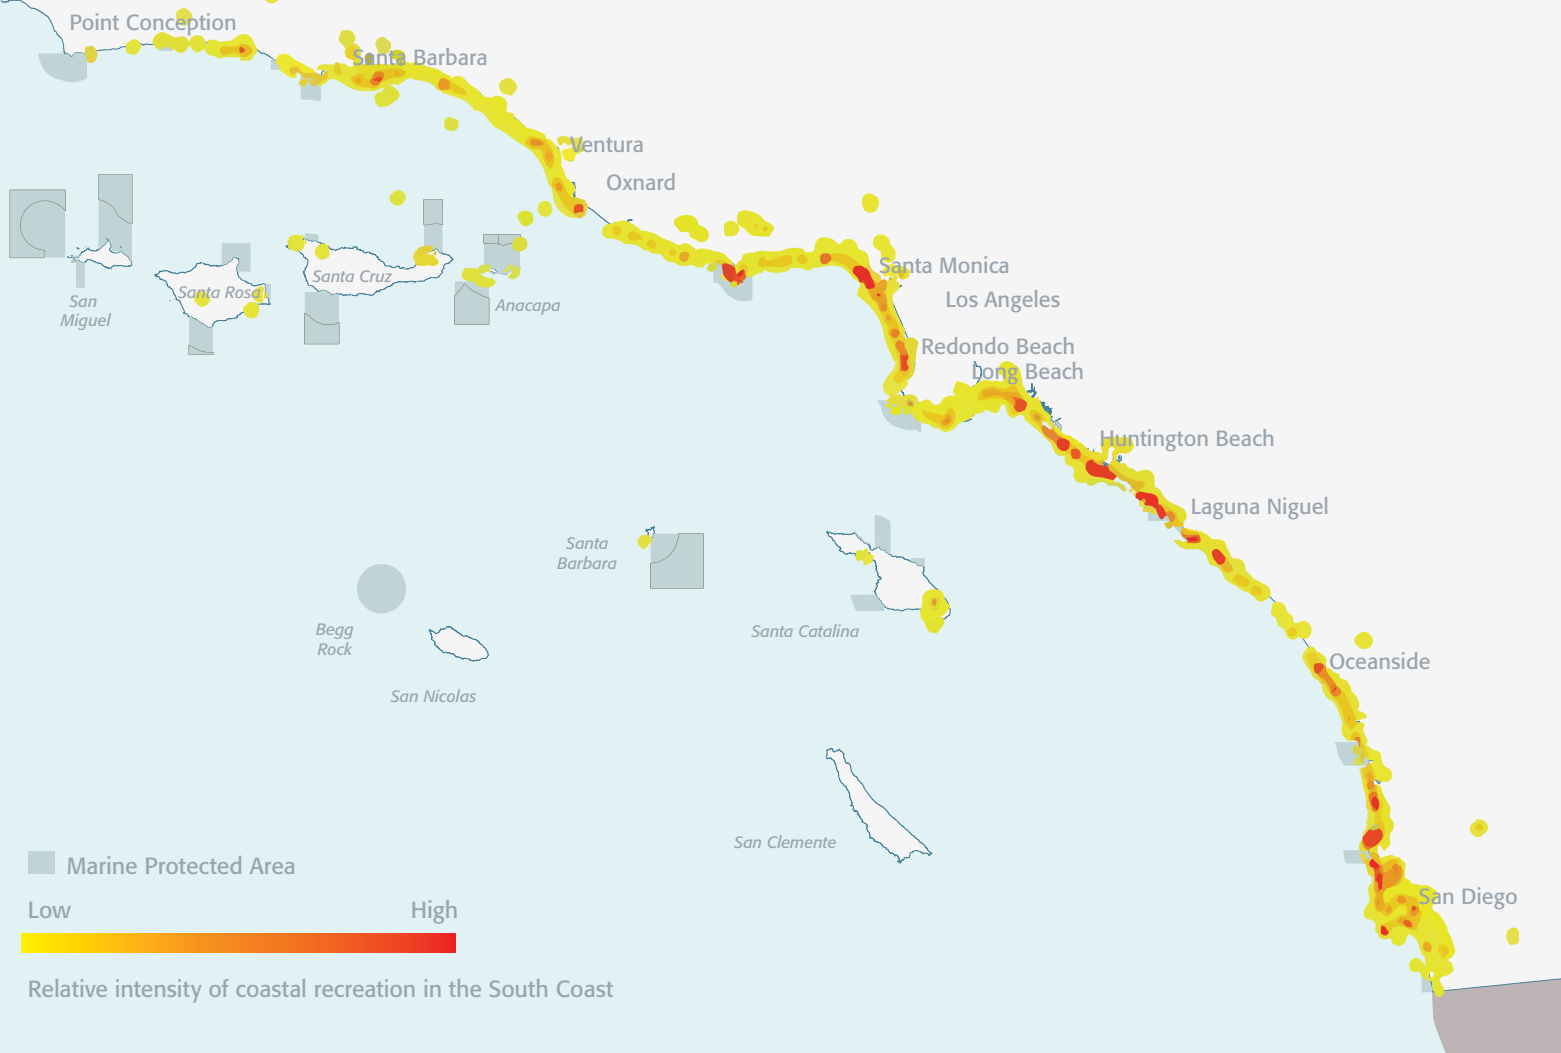 Point Conception
Santa Barbara
Ventura
Oxnard
Santa Monica
Santa Cruz
Santa Rosa
San
Miguel
Anacapa
Los Angeles
Redondo Beach
Long Beach
Huntington Beach
Laguna Niguel
Santa
Barbara
Begg
Rock
Santa Catalina
San Nicolas
Oceanside
San Clemente
Marine Protected Area
San Diego
Low High
Relative intensity of coastal recreation in the South Coast